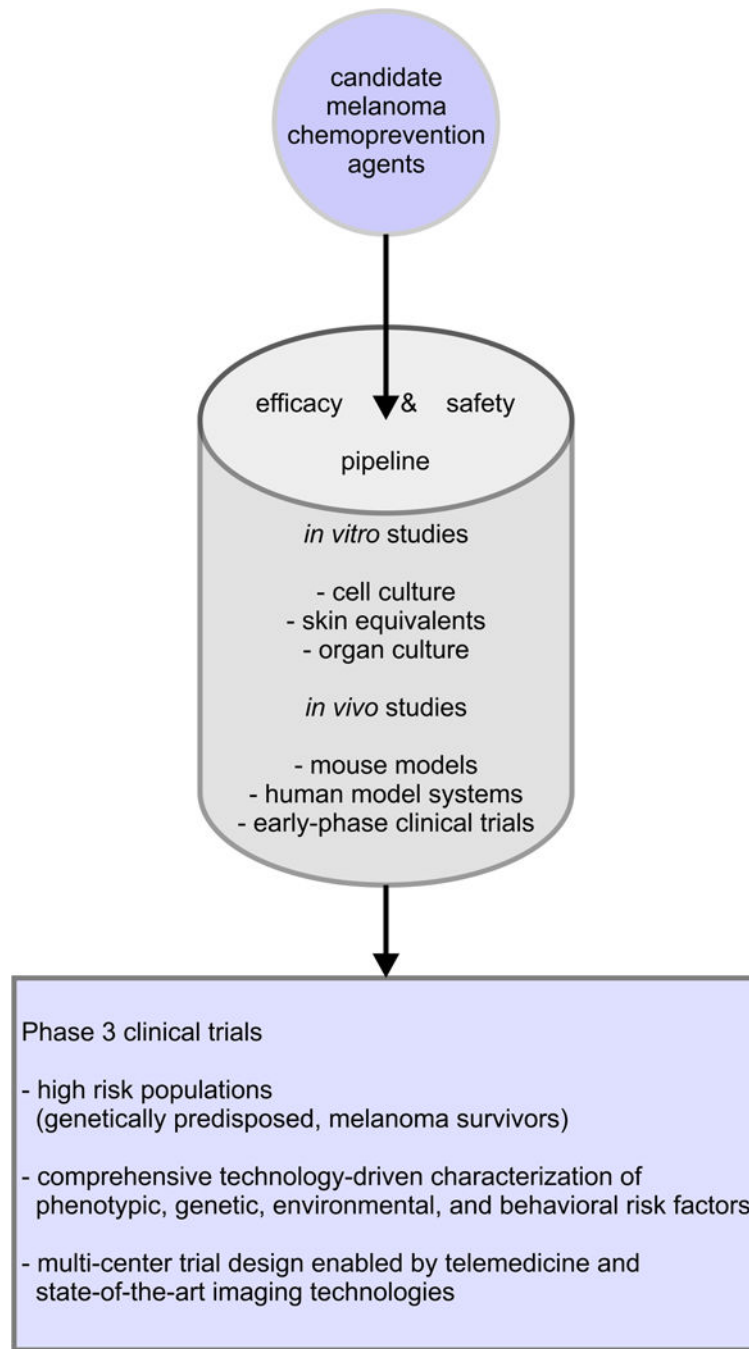 candidate
melanoma
chemoprevention
agents
efficacy & safety
pipeline
in vitro studies
- cell culture
- skin equivalents
- organ culture
in vivo studies
- mouse models
- human model systems
- early-phase clinical trials
Phase 3 clinical trials
- high risk populations
(genetically predisposed, melanoma survivors)
- comprehensive technology-driven characterization of
phenotypic, genetic, environmental, and behavioral risk factors
- multi-center trial design enabled by telemedicine and
state-of-the-art imaging technologies